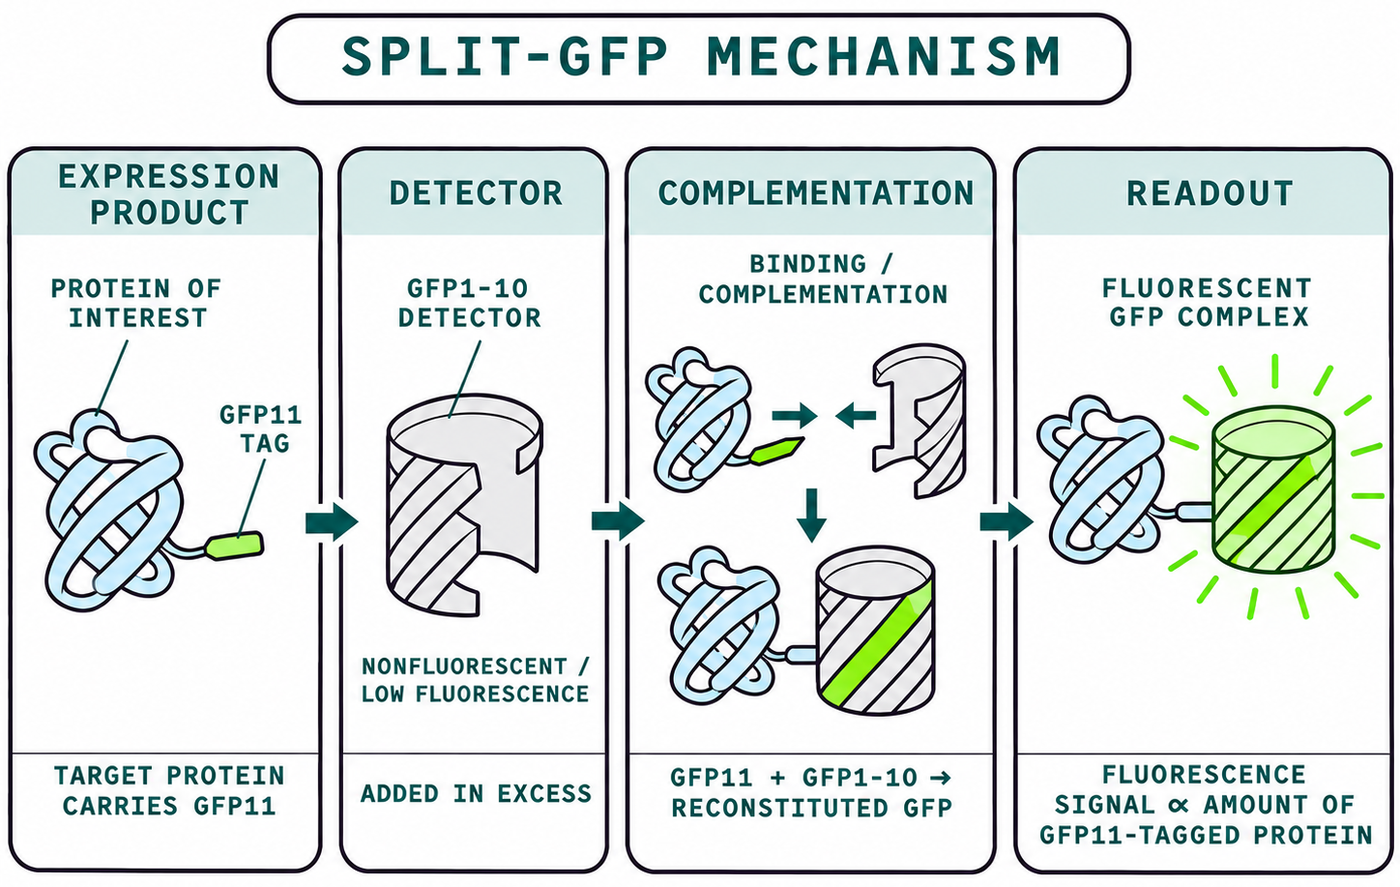 SPLIT-GFP MECHANISM
EXPRESSION
PRODUCT
PROTEIN OF
INTEREST
GFP11
TAG
TARGET PROTEIN
CARRIES GFP11
DETECTOR
GFP1-10
DETECTOR
NONFLUORESCENT /
LOW FLUORESCENCE
ADDED IN EXCESS
COMPLEMENTATION
BINDING /
COMPLEMENTATION
GFP11 + GFP1-10 →
RECONSTITUTED GFP
READOUT
FLUORESCENT
GFP COMPLEX
FLUORESCENCE
SIGNAL ∝ AMOUNT OF
GFP11-TAGGED PROTEIN